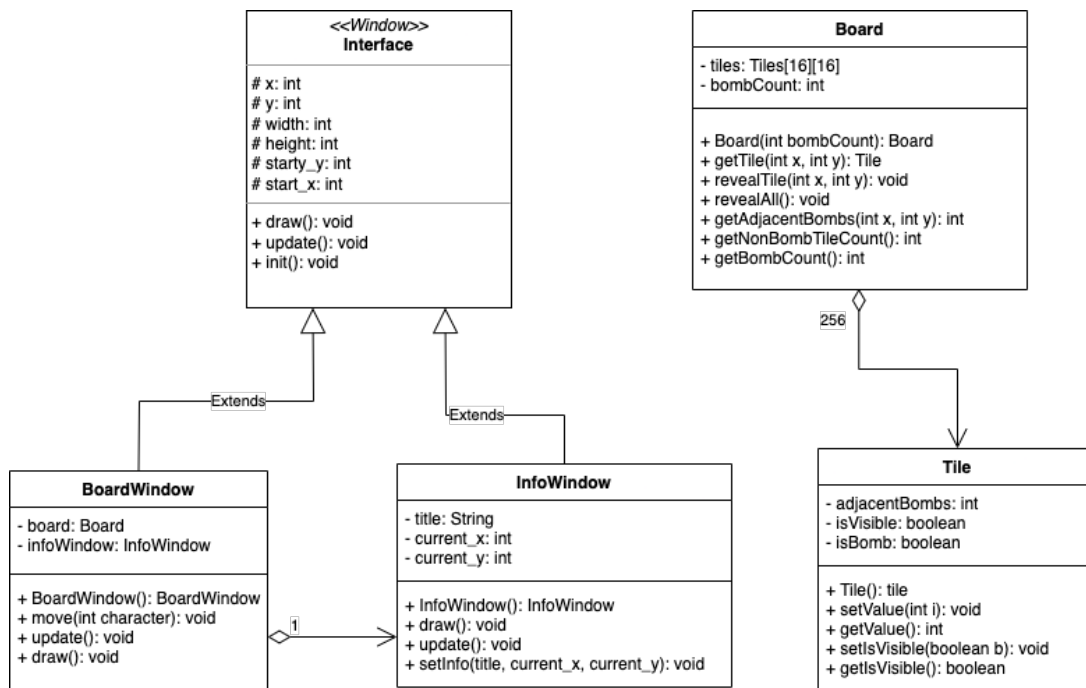 <<Window>>
Interface
# x: int
# y: int
# width: int
# height: int
# starty_y: int
# start_x: int
+ draw(): void
+ update(): void
+ init(): void
Board
- tiles: Tiles[16][16]
- bombCount: int
+ Board(int bombCount): Board
+ getTile(int x, int y): Tile
+ revealTile(int x, int y): void
+ revealAll(): void
+ getAdjacentBombs(int x, int y): int
+ getNonBombTileCount(): int
+ getBombCount(): int
256
Extends
Extends
BoardWindow
- board: Board
- infoWindow: InfoWindow
+ BoardWindow(): BoardWindow
+ move(int character): void
+ update(): void
+ draw(): void
1
InfoWindow
- title: String
- current_x: int
- current_y: int
+ InfoWindow(): InfoWindow
+ draw(): void
+ update(): void
+ setInfo(title, current_x, current_y): void
Tile
- adjacentBombs: int
- isVisible: boolean
- isBomb: boolean
+ Tile(): tile
+ setValue(int i): void
+ getValue(): int
+ setIsVisible(boolean b): void
+ getIsVisible(): boolean